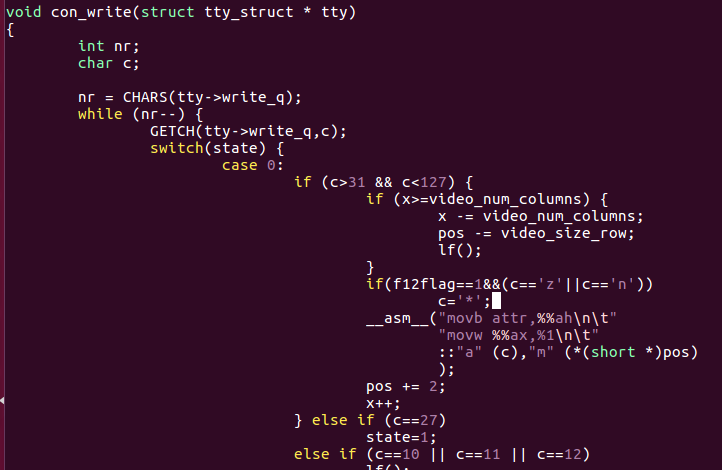 void con_write(struct tty_struct * tty)
{
        int nr;
        char c;

        nr = CHARS(tty->write_q);
        while (nr--) {
                GETCH(tty->write_q,c);
                switch(state) {
                        case 0:
                                if (c>31 && c<127) {
                                        if (x>=video_num_columns) {
                                                x -= video_num_columns;
                                                pos -= video_size_row;
                                                lf();
                                        }
                                        if(f12flag==1&&(c=='z'||c=='n'))
                                                c='*';
                                        __asm__("movb attr,%%ah\n\t"
                                                "movw %%ax,%1\n\t"
                                                ::"a" (c),"m" (*(short *)pos)
                                                );
                                        pos += 2;
                                        x++;
                                } else if (c==27)
                                        state=1;
                                else if (c==10 || c==11 || c==12)
                                        lf();